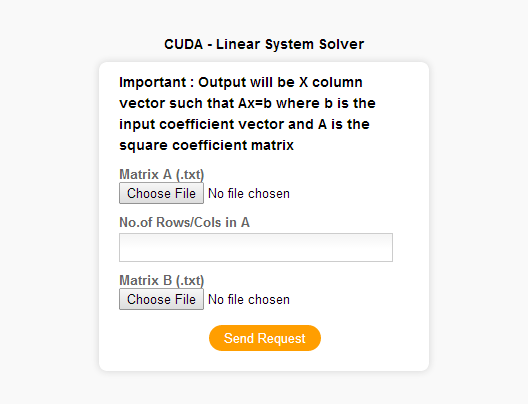 CUDA - Linear System Solver
Important : Output will be X column
vector such that Ax=b where b is the
input coefficient vector and A is the
square coefficient matrix
Matrix A (.txt)
Choose File No file chosen
No.of Rows/Cols in A
Matrix B (.txt)
Choose File No file chosen
Send Request